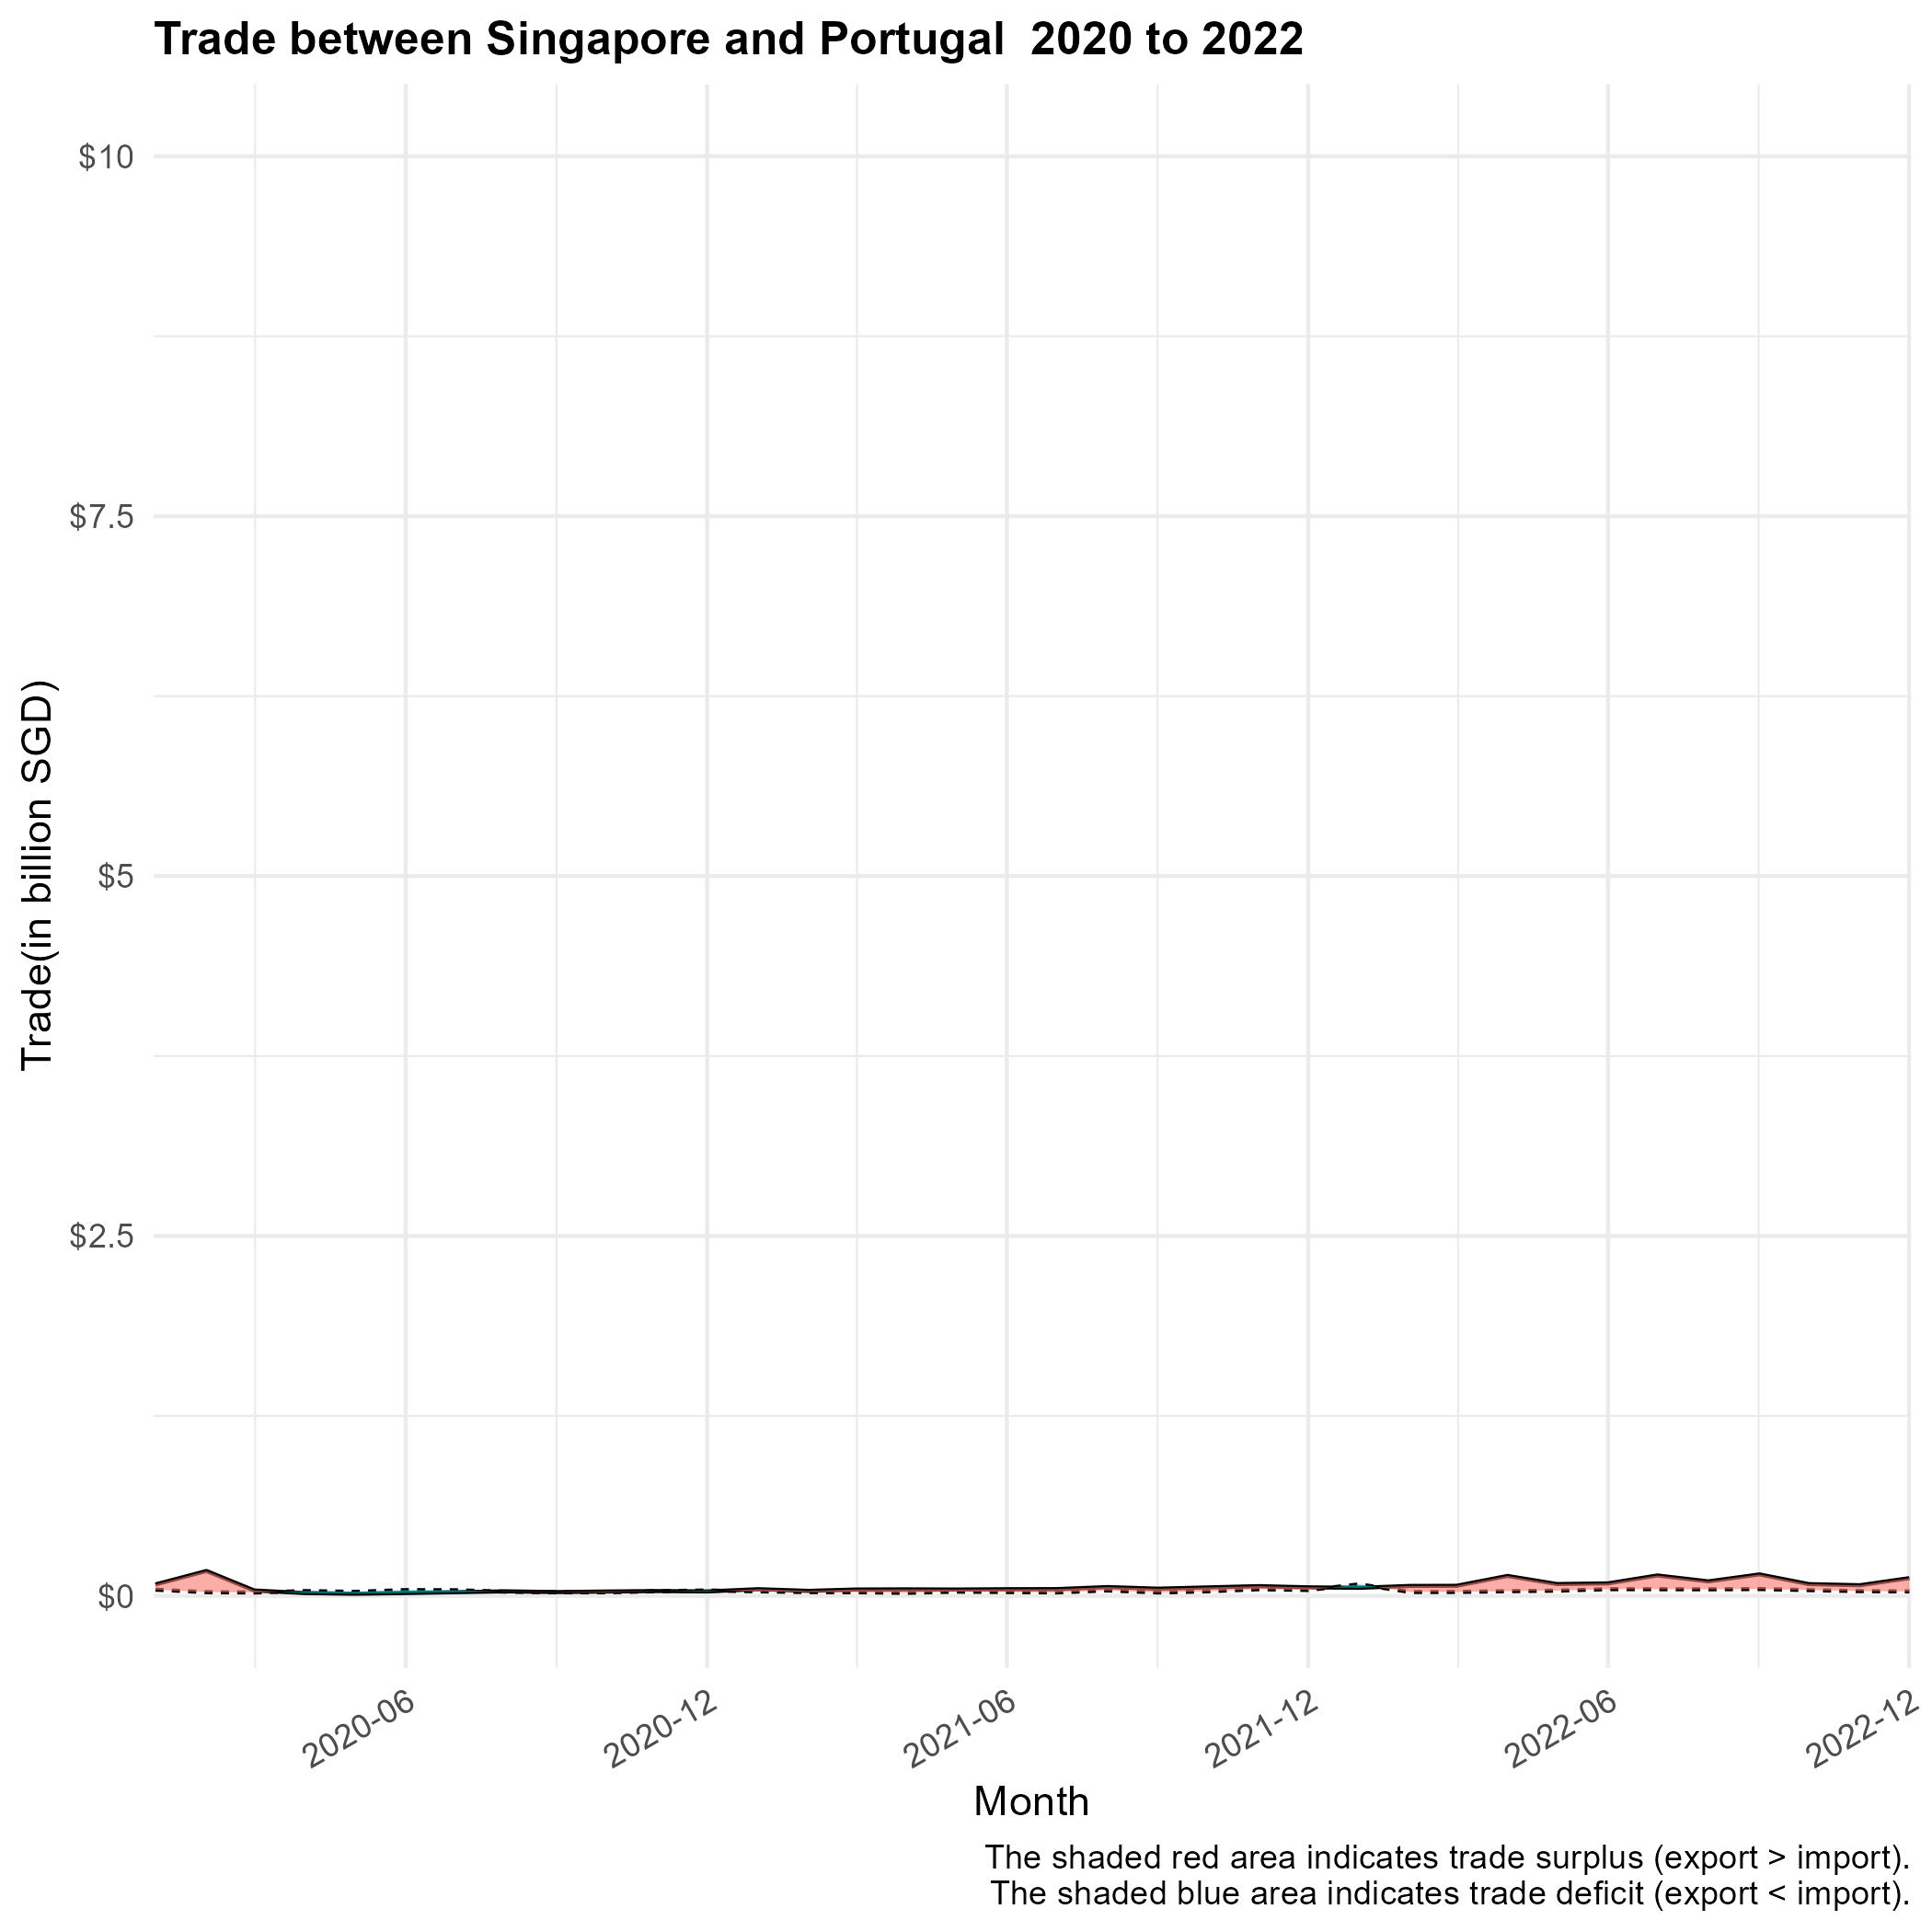 Trade between Singapore and Portugal  2020 to 2022
$10
$7.5
$5
$2.5
$0
Trade(in billion SGD)
2020-06
2020-12
2021-06
2021-12
2022-06
2022-12
Month
The shaded red area indicates trade surplus (export > import).
The shaded blue area indicates trade deficit (export < import).